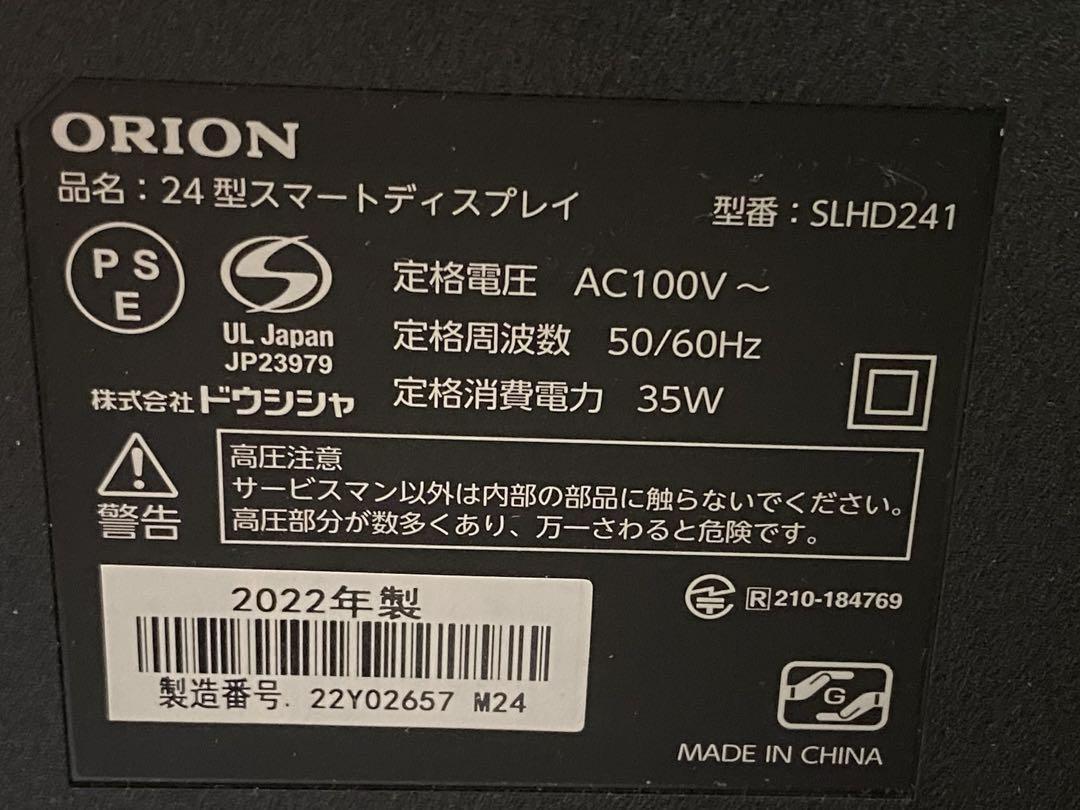 ORION
品名：24型スマートディスプレイ
型番：SLHD241
PS
E
UL Japan
JP23979
株式会社ドウシシャ
定格電圧 AC100V～
定格周波数 50/60Hz
定格消費電力 35W
警告
高圧注意
サービスマン以外は内部の部品に触らないでください。
高圧部分が数多くあり、万一さわると危険です。
2022年製
製造番号. 22Y02657 M24
R 210-184769
G
MADE IN CHINA